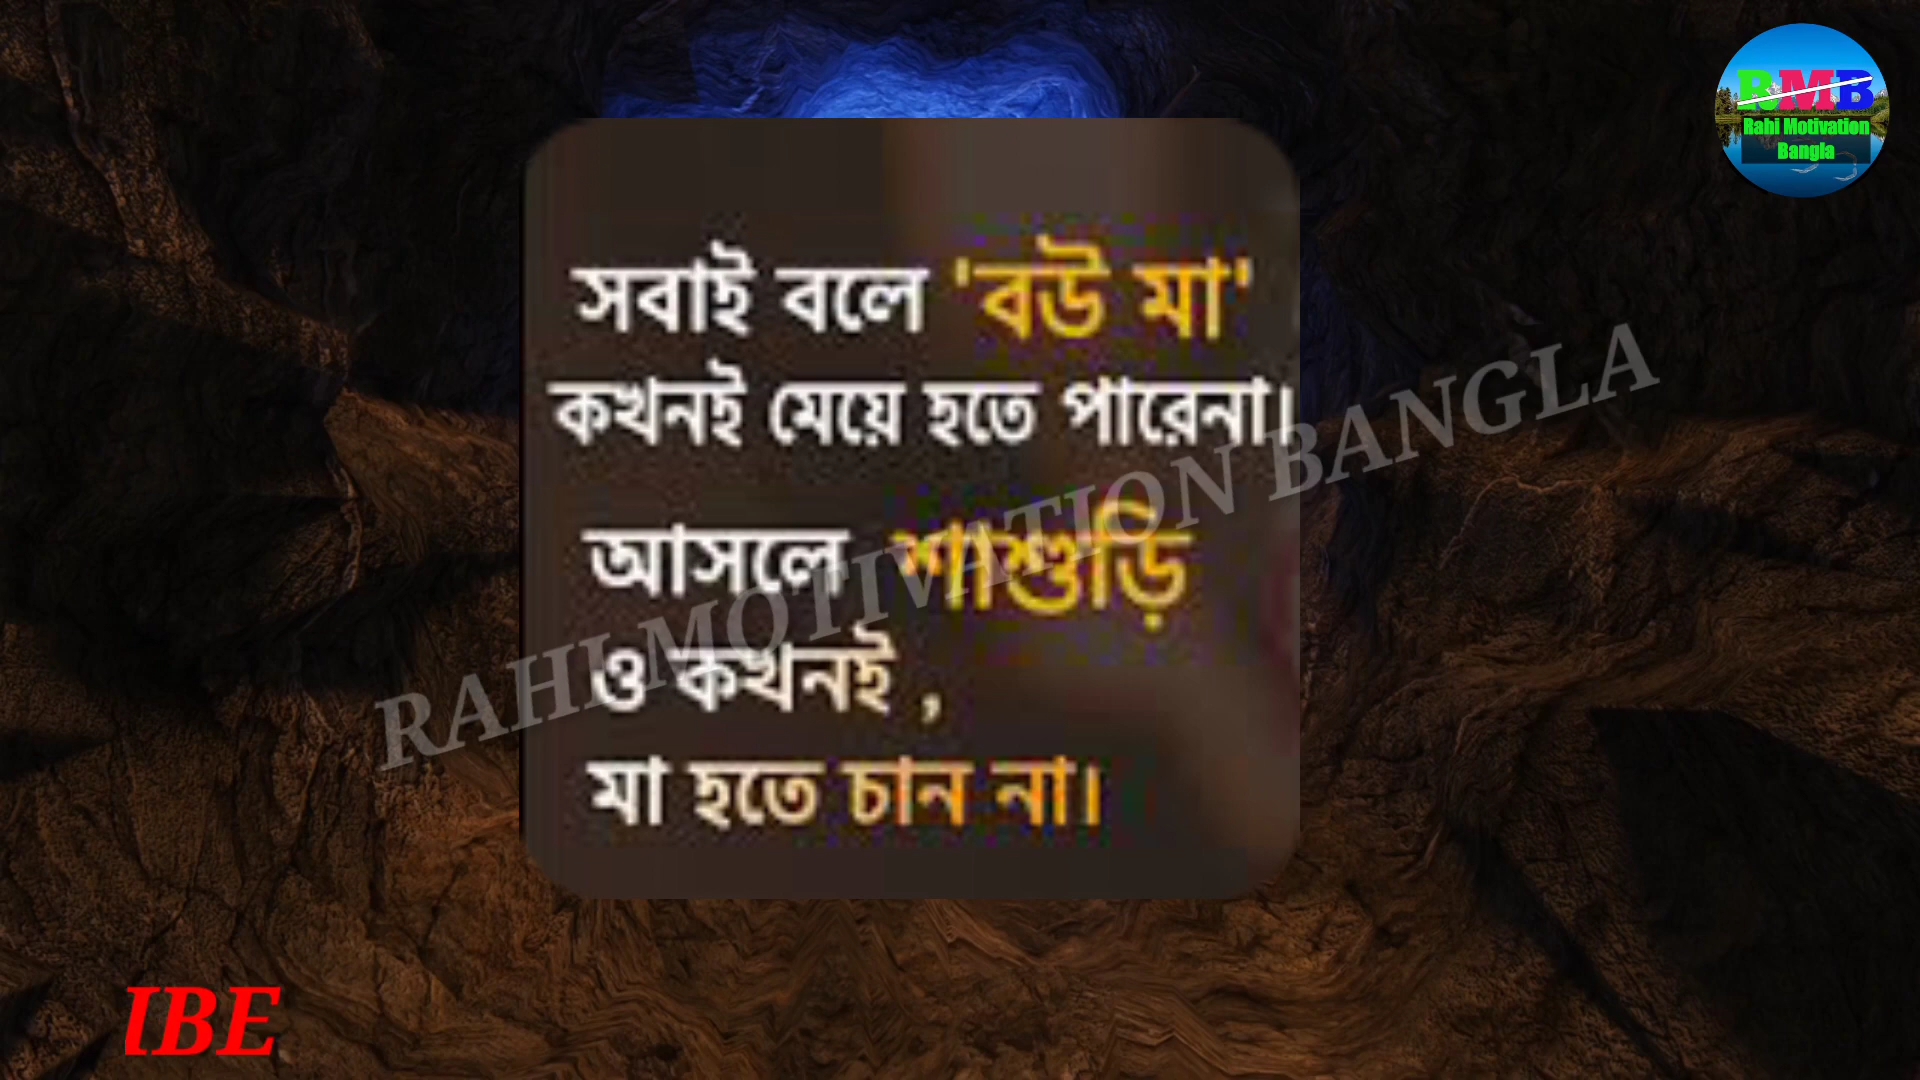 RMB
Rahi Motivation
Bangla
সবাই বলে 'বউ মা'
কখনই মেয়ে হতে পারেনা।
আসলে শাশুড়ি
ও কখনই ,
মা হতে চান না।
RAHI MOTIVATION BANGLA
IBE